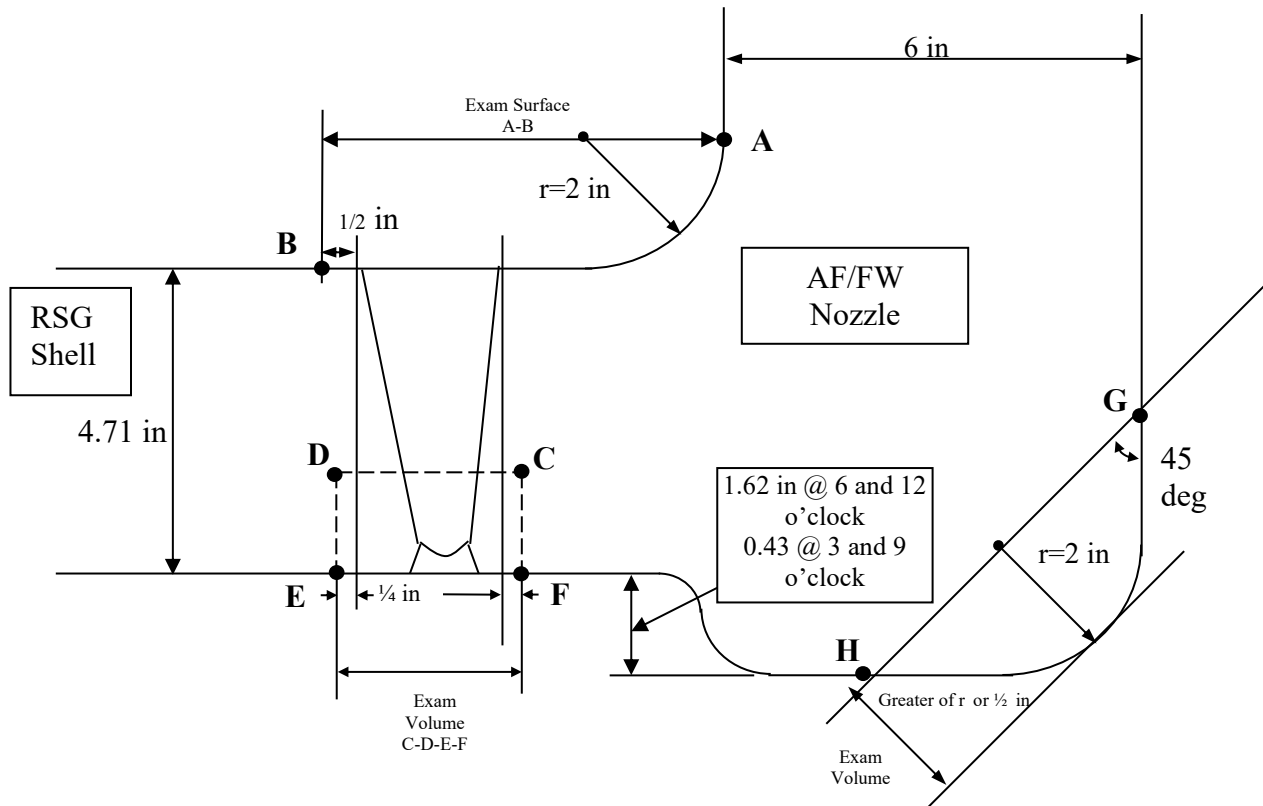 6 in
Exam Surface
A-B
A
r=2 in
1/2 in
B
RSG
Shell
AF/FW
Nozzle
4.71 in
G
45
deg
D
C
1.62 in @ 6 and 12
o’clock
0.43 @ 3 and 9
o’clock
r=2 in
E
¼ in
F
H
Greater of r or ½ in
Exam
Volume
C-D-E-F
Exam
Volume